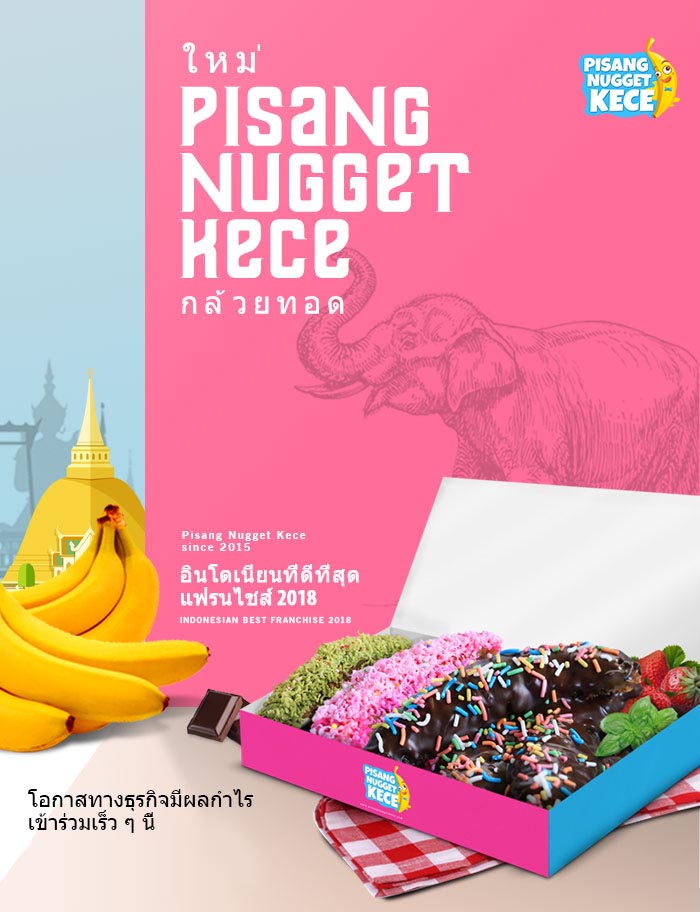 ใหม่
PISANG
NUGGET
KECE
กล้วยทอด
PISANG
NUGGET
KECE
Pisang Nugget Kece
since 2015
อินโดเนียนที่ดีที่สุด
แฟรนไชส์ 2018
INDONESIAN BEST FRANCHISE 2018
PISANG
NUGGET
KECE
โอกาสทางธุรกิจมีผลกำไร
เข้าร่วมเร็ว ๆ นี้